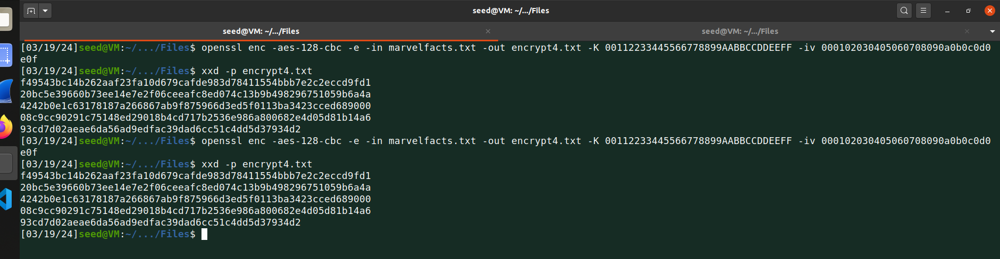 seed@VM: ~/.../Files
seed@VM: ~/.../Files
seed@VM: ~/.../Files
[03/19/24]seed@VM:~/.../Files$ openssl enc -aes-128-cbc -e -in marvelfacts.txt -out encrypt4.txt -K 00112233445566778899AABBCCDDEEFF -iv 000102030405060708090a0b0c0d0
e0f
[03/19/24]seed@VM:~/.../Files$ xxd -p encrypt4.txt
f49543bc14b262aaf23fa10d679cafde983d78411554bbb7e2c2eccd9fd1
20bc5e39660b73ee14e7e2f06ceeafc8ed074c13b9b498296751059b6a4a
4242b0e1c63178187a266867ab9f875966d3ed5f0113ba3423cced689000
08c9cc90291c75148ed29018b4cd717b2536e986a800682e4d05d81b14a6
93cd7d02aeae6da56ad9edfac39dad6cc51c4dd5d37934d2
[03/19/24]seed@VM:~/.../Files$ openssl enc -aes-128-cbc -e -in marvelfacts.txt -out encrypt4.txt -K 00112233445566778899AABBCCDDEEFF -iv 000102030405060708090a0b0c0d0
e0f
[03/19/24]seed@VM:~/.../Files$ xxd -p encrypt4.txt
f49543bc14b262aaf23fa10d679cafde983d78411554bbb7e2c2eccd9fd1
20bc5e39660b73ee14e7e2f06ceeafc8ed074c13b9b498296751059b6a4a
4242b0e1c63178187a266867ab9f875966d3ed5f0113ba3423cced689000
08c9cc90291c75148ed29018b4cd717b2536e986a800682e4d05d81b14a6
93cd7d02aeae6da56ad9edfac39dad6cc51c4dd5d37934d2
[03/19/24]seed@VM:~/.../Files$